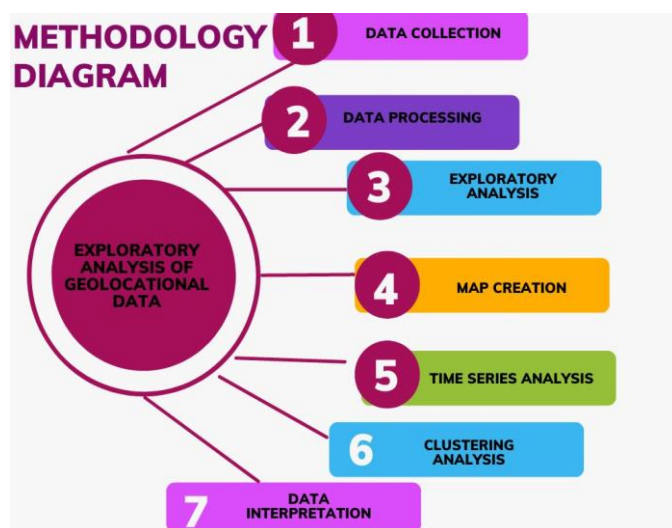 METHODOLOGY
DIAGRAM
1 DATA COLLECTION
2 DATA PROCESSING
3 EXPLORATORY
ANALYSIS
EXPLORATORY
ANALYSIS OF
GEOLOCATIONAL
DATA
4 MAP CREATION
5 TIME SERIES ANALYSIS
6 CLUSTERING
ANALYSIS
7 DATA
INTERPRETATION